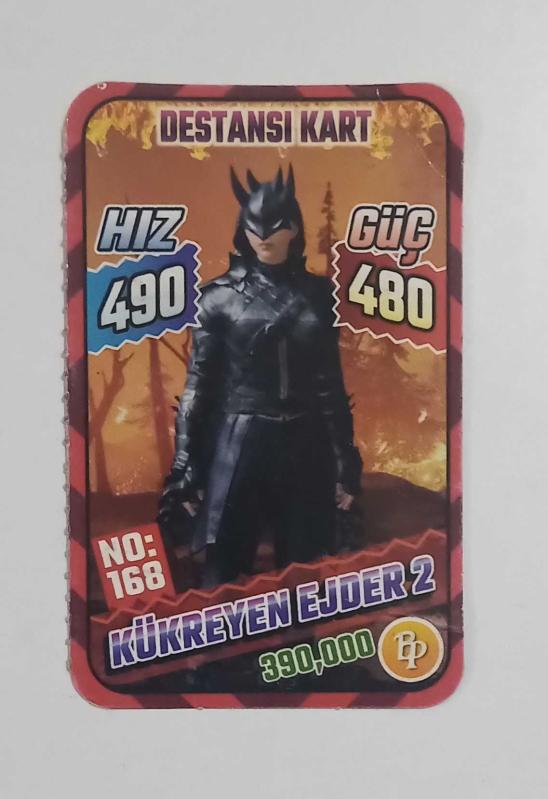 DESTANSI KART
HIZ
490
GÜÇ
480
NO:
168
KÜKREYEN EJDER 2
390,000
BP